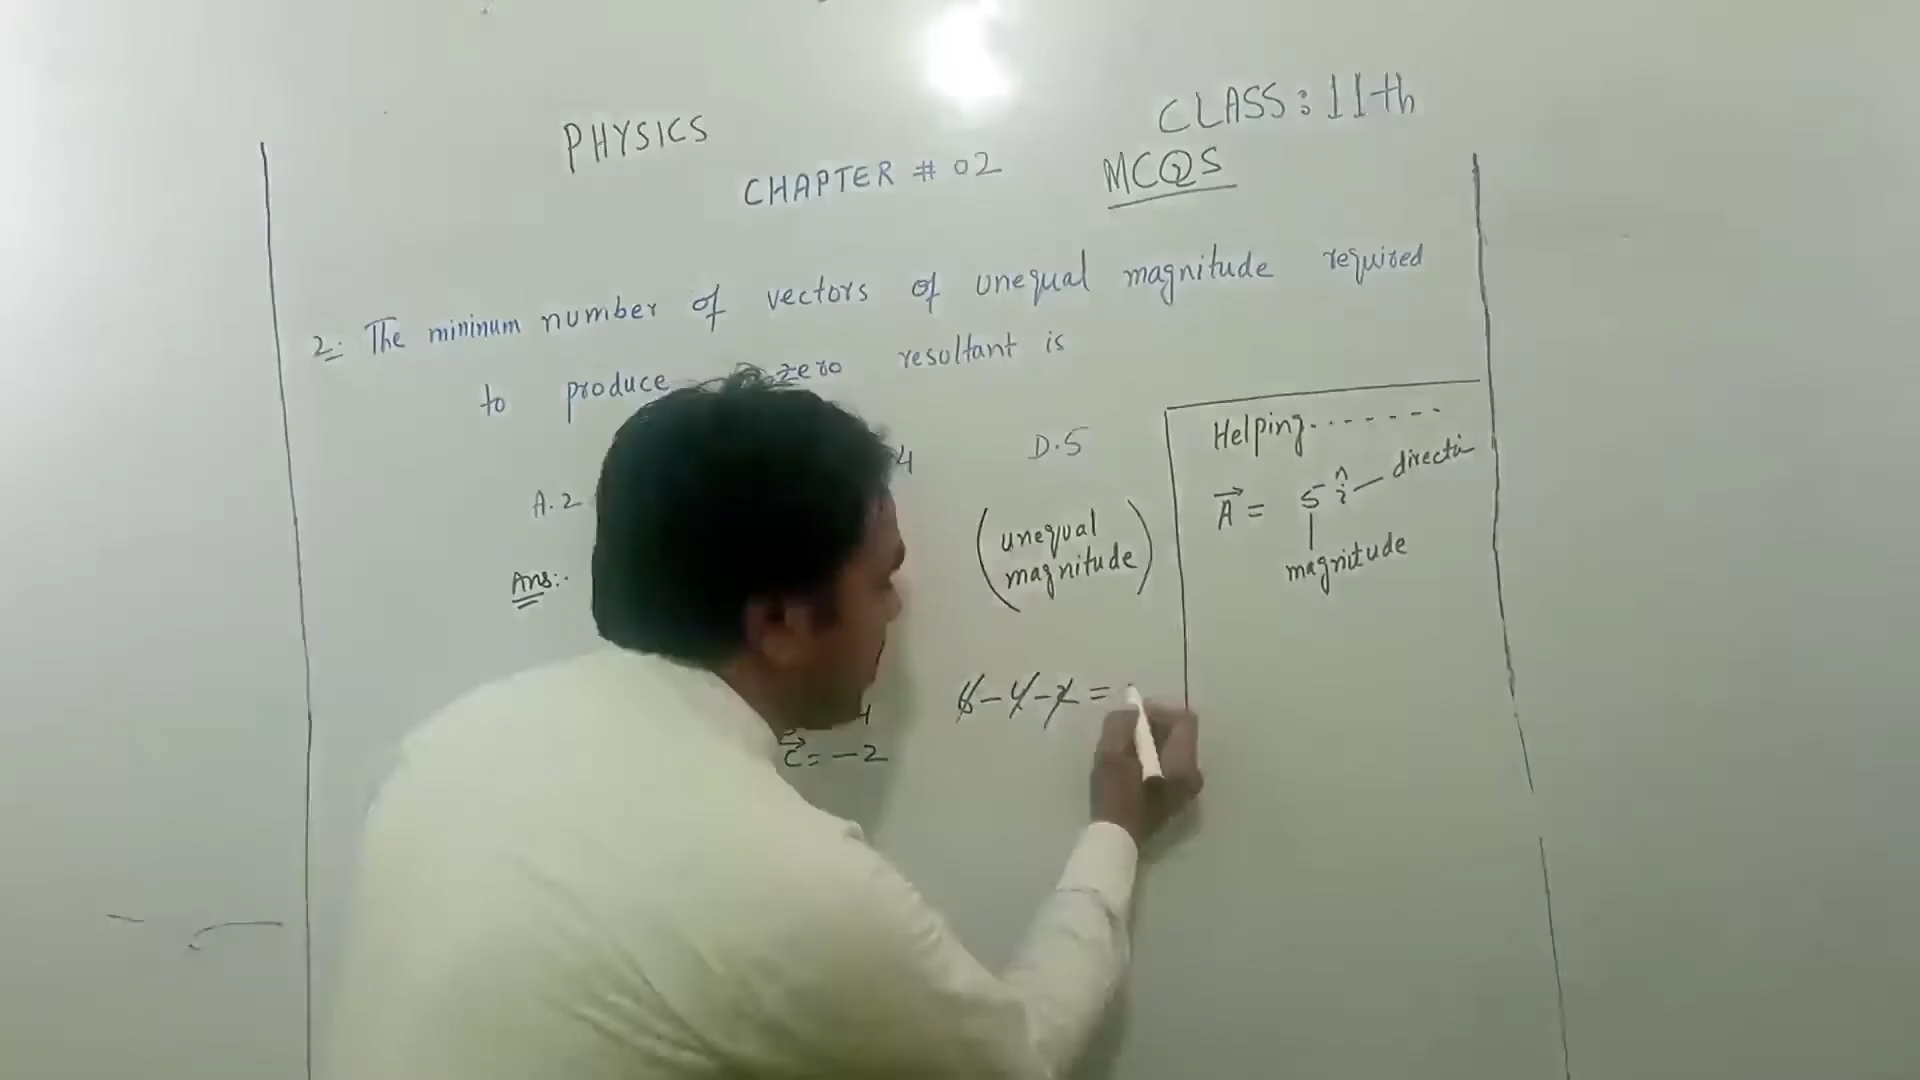 PHYSICS
CLASS: 11th
CHAPTER # 02
MCQS
2. The mininum number of vectors of unequal magnitude required
to produce zero resultant is
A. 2 4 D. 5
Ans:.
(unequal
magnitude)
Helping.......
A = 5 î directi
magnitude
6 - 4 - 2 =
4
C = -2